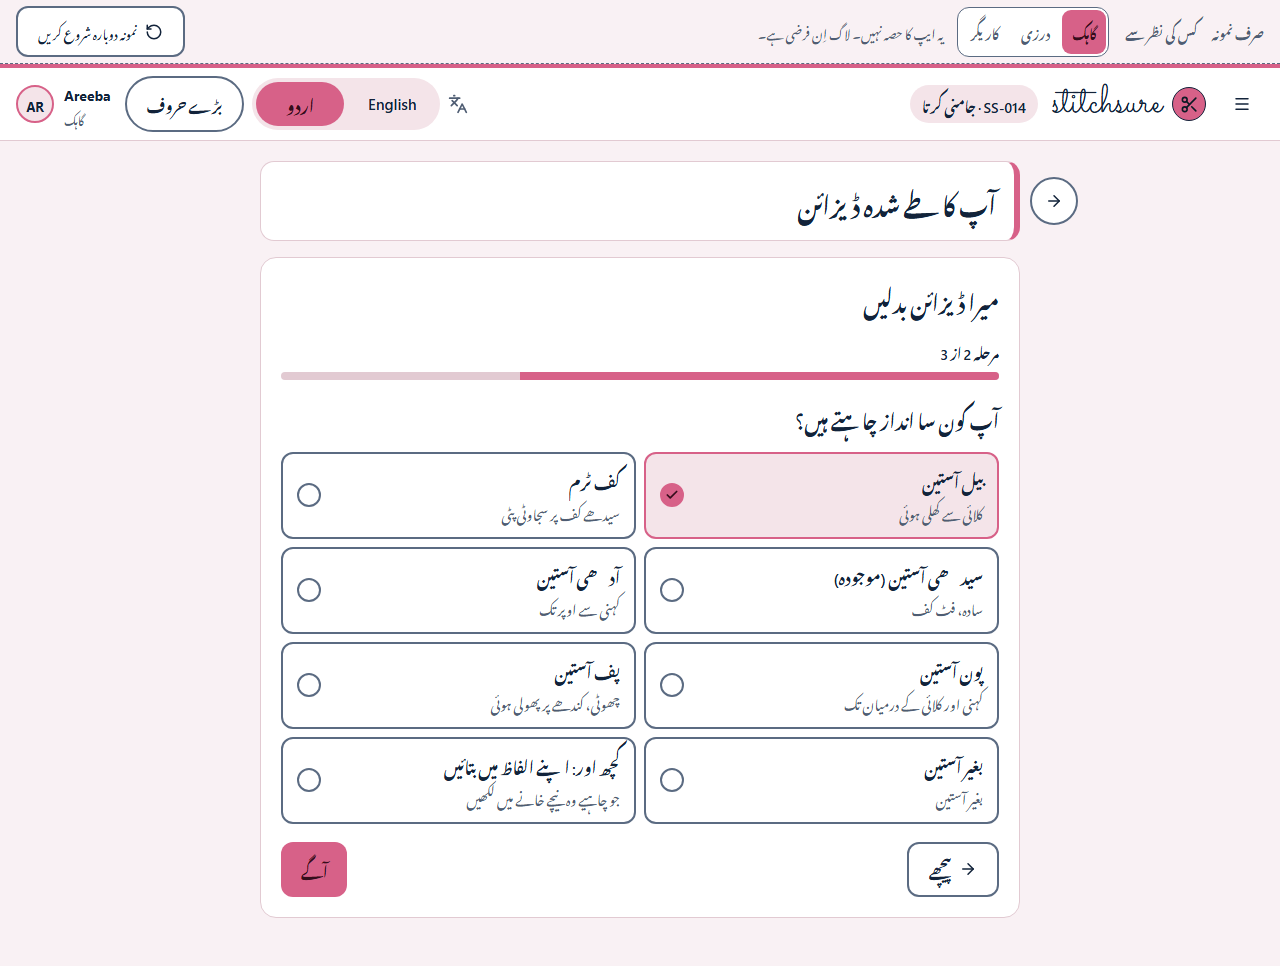 صرف نمونہ
کس کی نظر سے
گاہک
درزی
کاریگر
یہ ایپ کا حصہ نہیں۔ لاگ اِن فرضی ہے۔
نمونہ دوبارہ شروع کریں
stitchsure
SS-014 · جامنی کرتا
English
اردو
بڑے حروف
Areeba
گاہک
AR
آپ کا طے شدہ ڈیزائن
میرا ڈیزائن بدلیں
مرحلہ 2 از 3
آپ کون سا انداز چاہتے ہیں؟
بیل آستین
کلائی سے کھلی ہوئی
کف ٹرم
سیدھے کف پر سجاوٹی پٹی
سیدھی آستین (موجودہ)
سادہ، فٹ کف
آدھی آستین
کہنی سے اوپر تک
پون آستین
کہنی اور کلائی کے درمیان تک
پف آستین
چھوٹی، کندھے پر پھولی ہوئی
بغیر آستین
بغیر آستین
کچھ اور: اپنے الفاظ میں بتائیں
جو چاہیے وہ نیچے خانے میں لکھیں
پیچھے
آگے